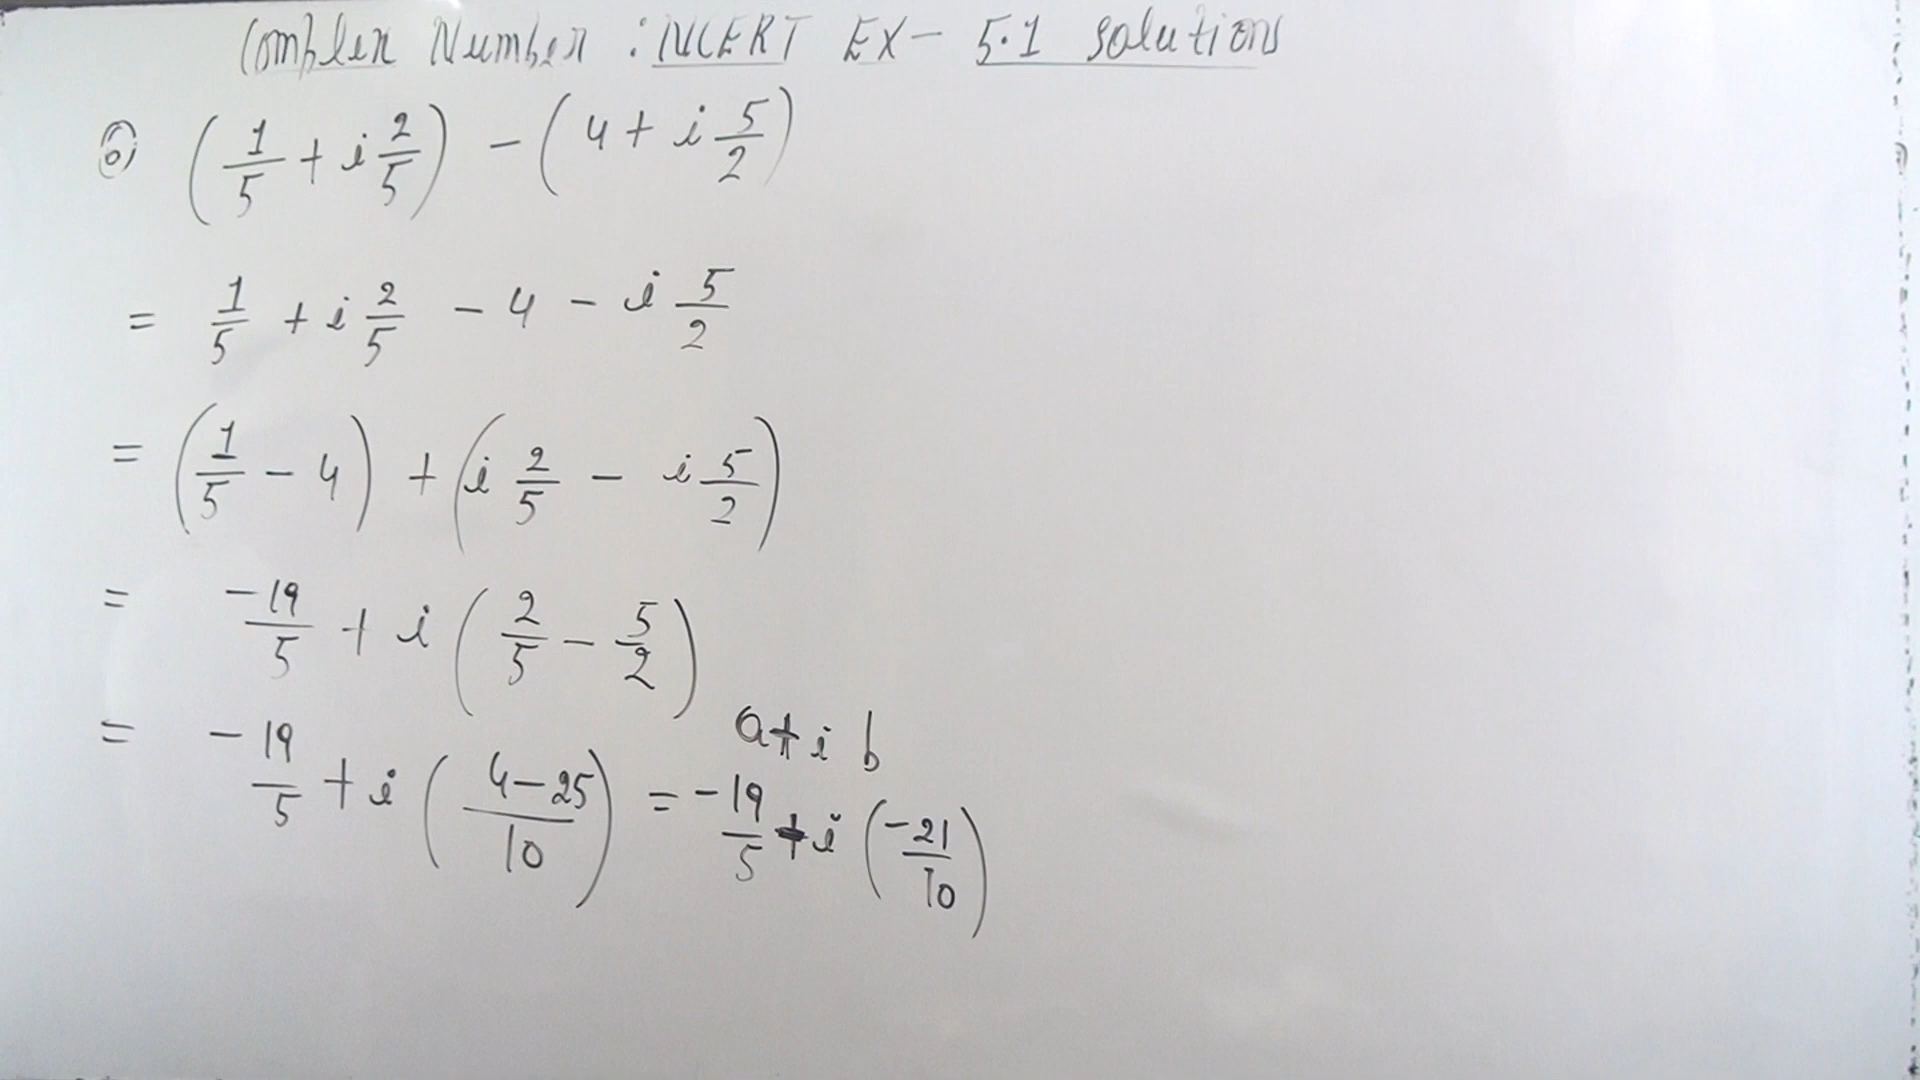 Complex Number : NCERT EX- 5.1 solutions
6) (1/5 + i 2/5) - (4 + i 5/2)
= 1/5 + i 2/5 - 4 - i 5/2
= (1/5 - 4) + (i 2/5 - i 5/2)
= -19/5 + i (2/5 - 5/2)
a + i b
= -19/5 + i ((4-25)/10) = -19/5 + i (-21/10)